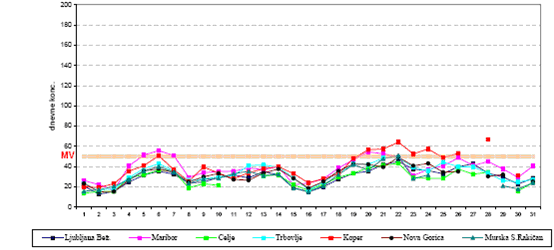 200
180
160
140
120
100
80
60
40
20
0
dnevne konc.
MV
1 2 3 4 5 6 7 8 9 10 11 12 13 14 15 16 17 18 19 20 21 22 23 24 25 26 27 28 29 30 31
Ljubljana Bež. Maribor Celje Trbovlje Koper Nova Gorica Murska S.Rakičan